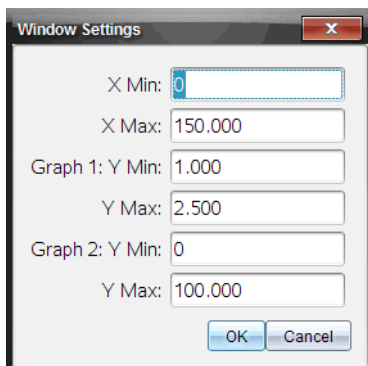 Window Settings
X Min: 0
X Max: 150.000
Graph 1: Y Min: 1.000
Y Max: 2.500
Graph 2: Y Min: 0
Y Max: 100.000
OK Cancel